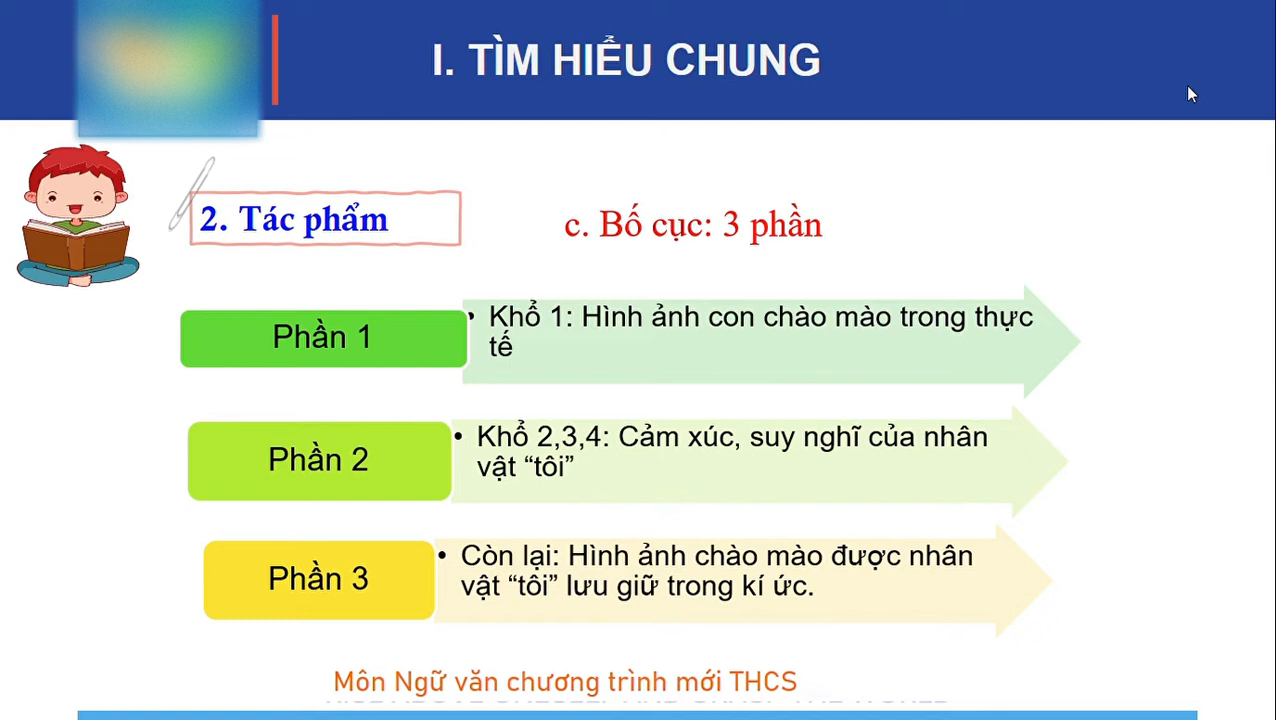 I. TÌM HIỂU CHUNG
2. Tác phẩm
c. Bố cục: 3 phần
Phần 1
• Khổ 1: Hình ảnh con chào mào trong thực
tế
Phần 2
• Khổ 2,3,4: Cảm xúc, suy nghĩ của nhân
vật “tôi”
Phần 3
• Còn lại: Hình ảnh chào mào được nhân
vật “tôi” lưu giữ trong kí ức.
Môn Ngữ văn chương trình mới THCS